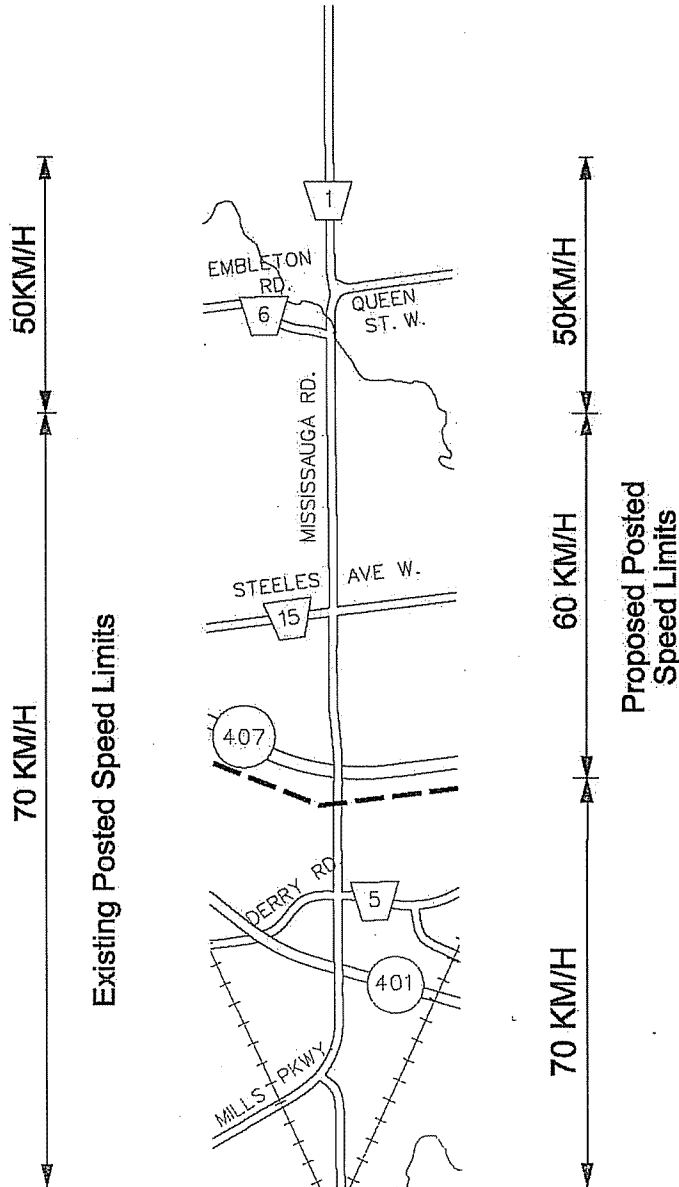 50KM/H
70 KM/H
Existing Posted Speed Limits
1
EMBLETON
RD.
6
QUEEN
ST. W.
MISSISSAUGA RD.
STEELES AVE W.
15
407
DERRY RD.
5
401
MILLS PKWY
50KM/H
60 KM/H
70 KM/H
Proposed Posted
Speed Limits